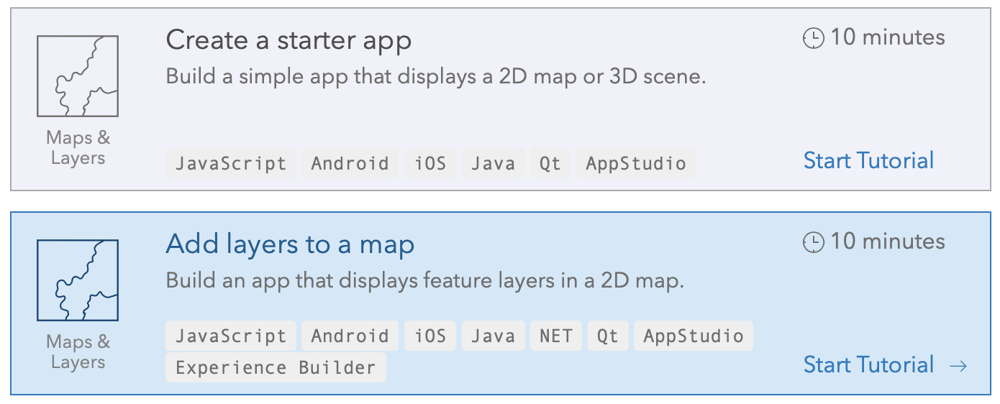 Create a starter app
10 minutes
Build a simple app that displays a 2D map or 3D scene.
Maps &
Layers
JavaScript Android iOS Java Qt AppStudio
Start Tutorial
Add layers to a map
10 minutes
Build an app that displays feature layers in a 2D map.
Maps &
Layers
JavaScript Android iOS Java NET Qt AppStudio
Experience Builder
Start Tutorial →